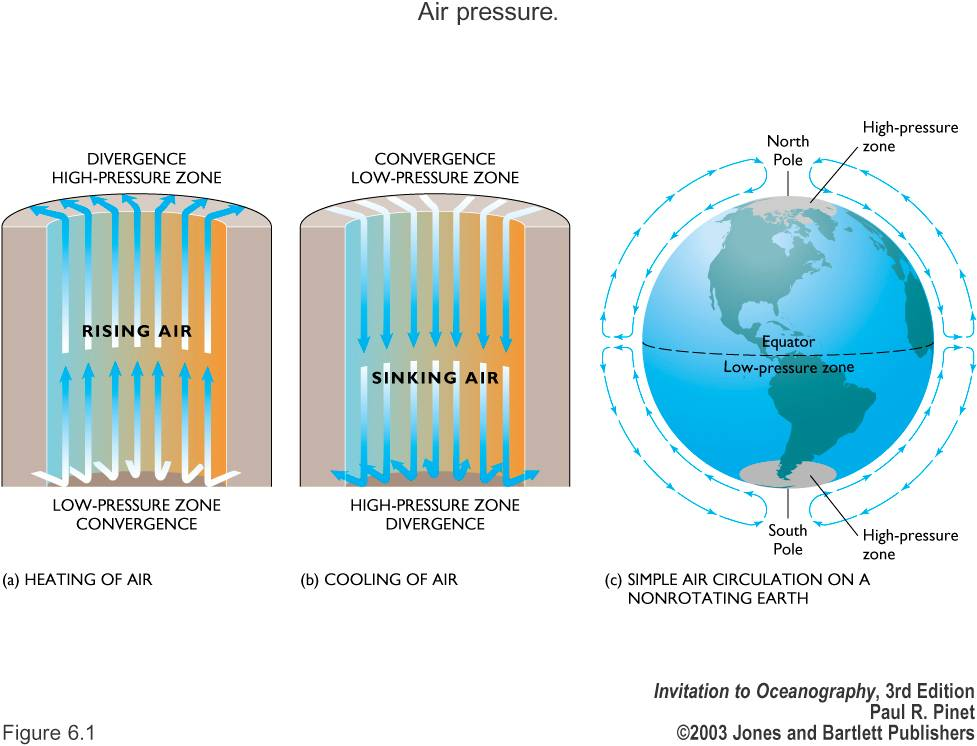 Air pressure.
DIVERGENCE
HIGH-PRESSURE ZONE
RISING AIR
LOW-PRESSURE ZONE
CONVERGENCE
(a) HEATING OF AIR
CONVERGENCE
LOW-PRESSURE ZONE
SINKING AIR
HIGH-PRESSURE ZONE
DIVERGENCE
(b) COOLING OF AIR
North
Pole
High-pressure
zone
Equator
Low-pressure zone
South
Pole
High-pressure
zone
(c) SIMPLE AIR CIRCULATION ON A
NONROTATING EARTH
Figure 6.1
Invitation to Oceanography, 3rd Edition
Paul R. Pinet
©2003 Jones and Bartlett Publishers